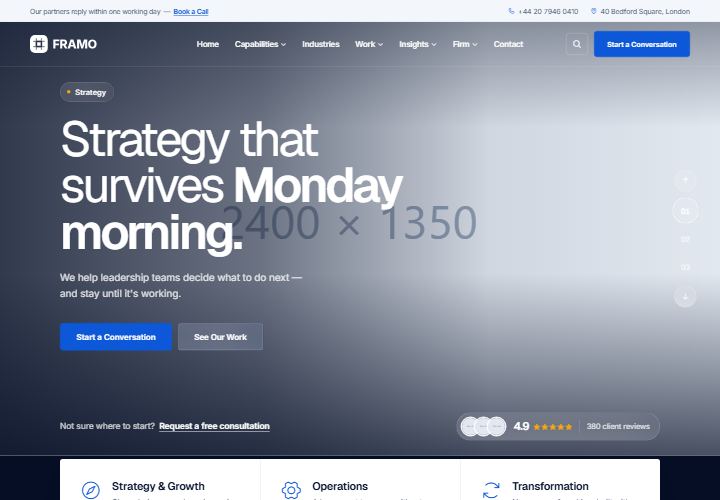 Our partners reply within one working day — Book a Call
+44 20 7946 0410
40 Bedford Square, London
FRAMO
Home
Capabilities
Industries
Work
Insights
Firm
Contact
Start a Conversation
Strategy
Strategy that
survives Monday
morning.
2400 × 1350
01
02
03
We help leadership teams decide what to do next —
and stay until it's working.
Start a Conversation
See Our Work
Not sure where to start? Request a free consultation
4.9
380 client reviews
Strategy & Growth
Operations
Transformation